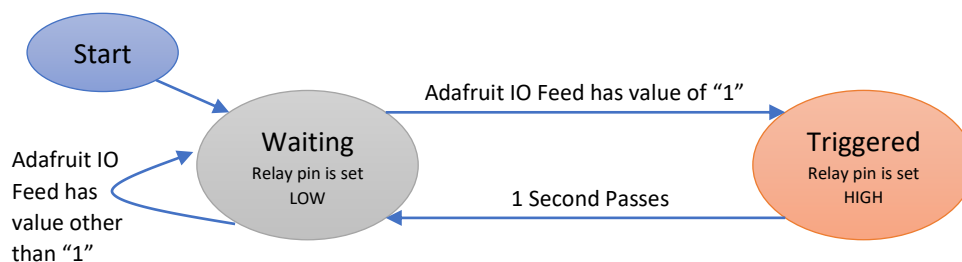 Start
Adafruit IO Feed has value of “1”
Waiting
Relay pin is set
LOW
Triggered
Relay pin is set
HIGH
Adafruit IO
Feed has
value other
than “1”
1 Second Passes